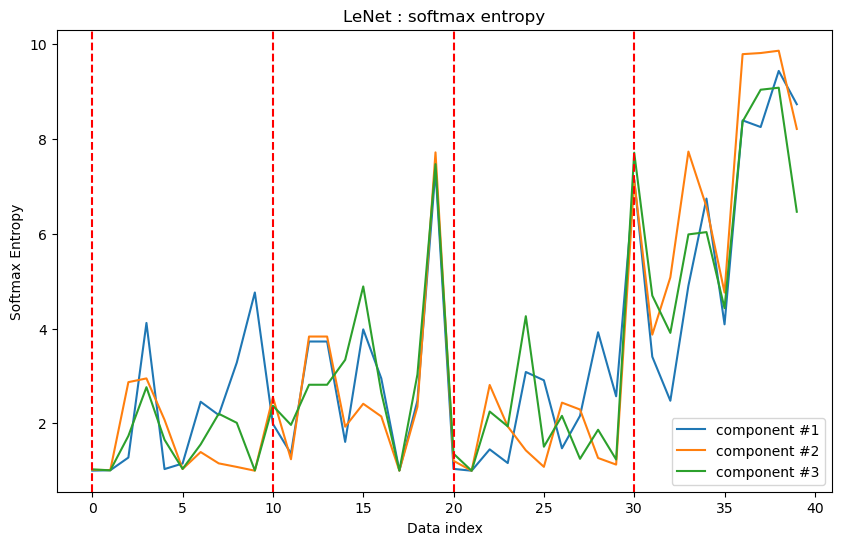 LeNet : softmax entropy
Softmax Entropy
10
8
6
4
2
0
5
10
15
20
25
30
35
40
Data index
component #1
component #2
component #3